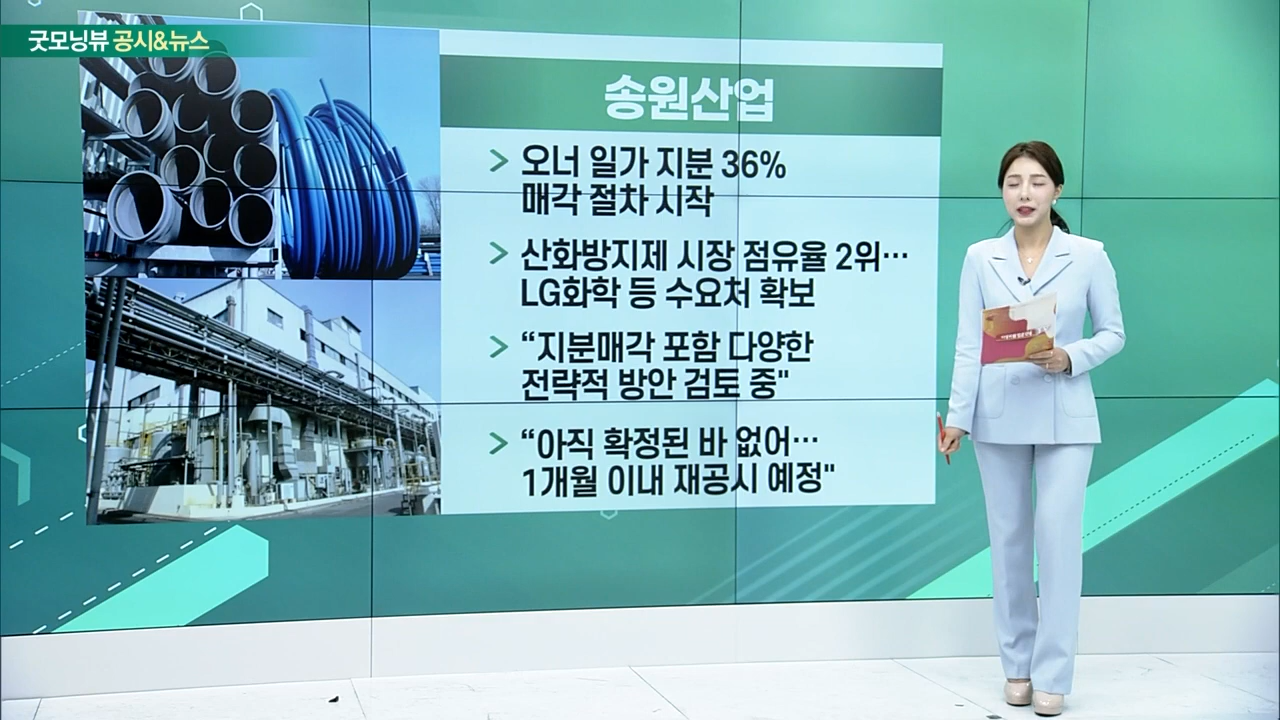 굿모닝뷰 공시&뉴스
송원산업
오너 일가 지분 36%
매각 절차 시작
산화방지제 시장 점유율 2위…
LG화학 등 수요처 확보
“지분매각 포함 다양한
전략적 방안 검토 중"
“아직 확정된 바 없어…
1개월 이내 재공시 예정"